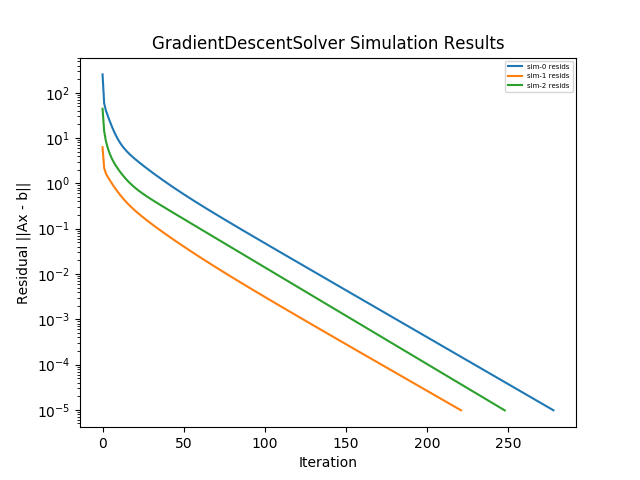 GradientDescentSolver Simulation Results
sim-0 resids
sim-1 resids
sim-2 resids
Residual ||Ax - b||
10²
10¹
10⁰
10⁻¹
10⁻²
10⁻³
10⁻⁴
10⁻⁵
0 50 100 150 200 250
Iteration